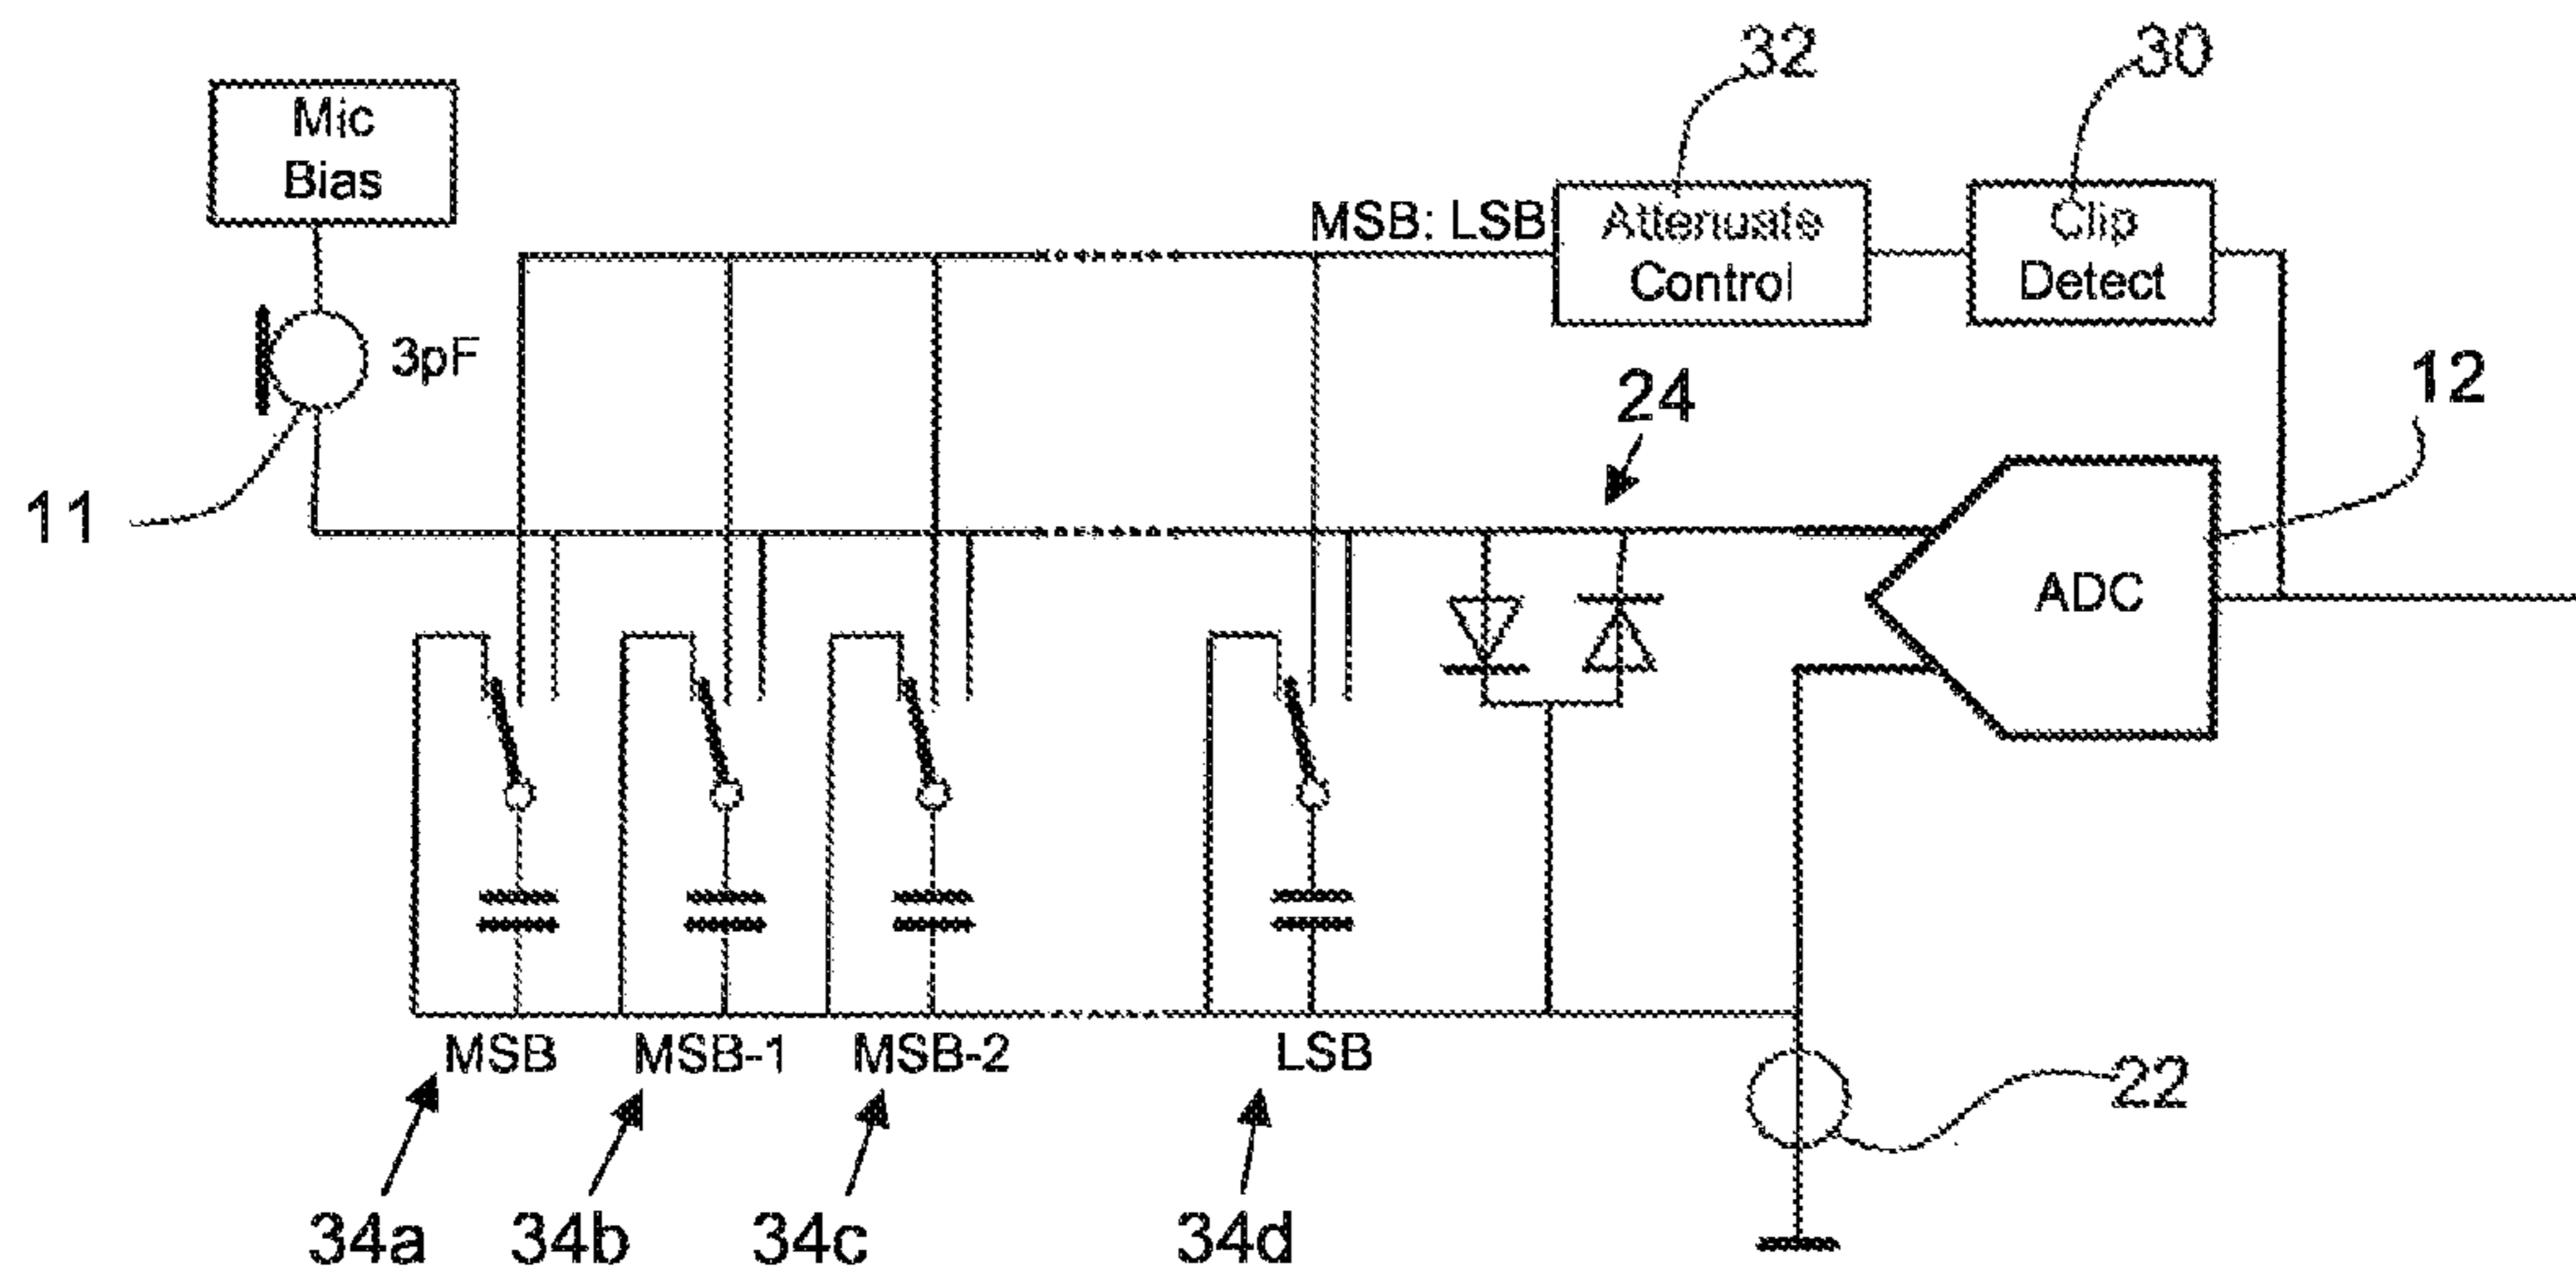 32
30
Mic
Bias
MSB: LSB
Attenuate
Control
Clip
Detect
3pF
24
12
11
ADC
MSB
MSB-1
MSB-2
LSB
22
34a
34b
34c
34d